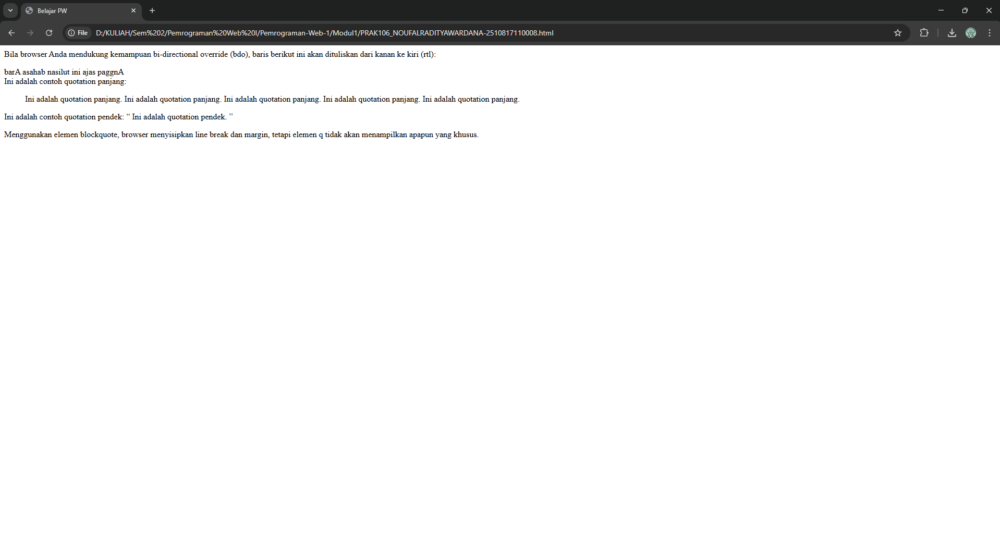 Belajar PW
File
D:/KULIAH/Sem%202/Pemrograman%20Web%20I/Pemrograman-Web-1/Modul1/PRAK106_NOUFALRADITYAWARDANA-2510817110008.html
Bila browser Anda mendukung kemampuan bi-directional override (bdo), baris berikut ini akan dituliskan dari kanan ke kiri (rtl):
barA asahab nasilut ini ajas paggnA
Ini adalah contoh quotation panjang:
Ini adalah quotation panjang. Ini adalah quotation panjang. Ini adalah quotation panjang. Ini adalah quotation panjang. Ini adalah quotation panjang.
Ini adalah contoh quotation pendek: “ Ini adalah quotation pendek. ”
Menggunakan elemen blockquote, browser menyisipkan line break dan margin, tetapi elemen q tidak akan menampilkan apapun yang khusus.